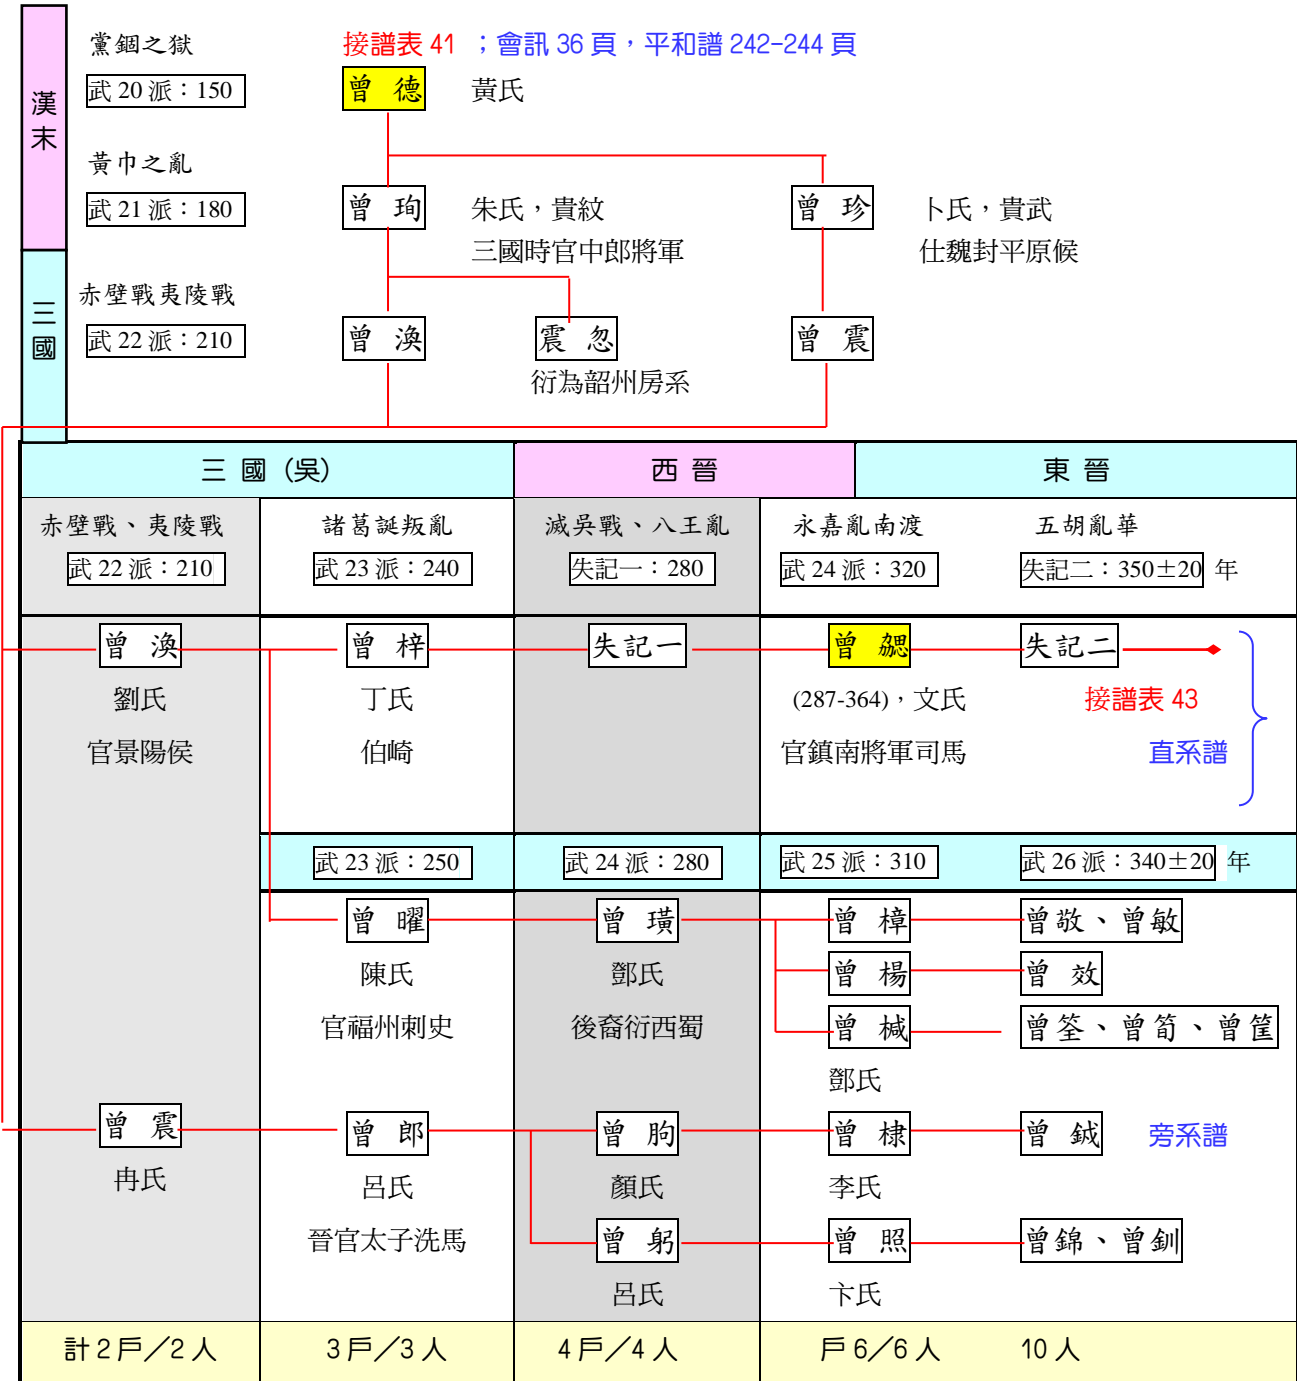 漢末
三國
黨錮之獄 接譜表 41 ；會訊 36 頁，平和譜 242-244 頁
武 20 派：150 曾 德 黃氏
黃巾之亂
武 21 派：180 曾 珣 朱氏，貴紋 曾 珍 卜氏，貴武
三國時官中郎將軍 仕魏封平原候
赤壁戰夷陵戰
武 22 派：210 曾 渙 震 忽 曾 震
衍為韶州房系
三 國 (吳) 西 晉 東 晉
赤壁戰、夷陵戰 諸葛誕叛亂 滅吳戰、八王亂 永嘉亂南渡 五胡亂華
武 22 派：210 武 23 派：240 失記一：280 武 24 派：320 失記二：350±20 年
曾 渙 曾 梓 失記一 曾 勰 失記二
劉氏 丁氏 (287-364)，文氏 接譜表 43
官景陽侯 伯崎 官鎮南將軍司馬 直系譜
武 23 派：250 武 24 派：280 武 25 派：310 武 26 派：340±20 年
曾 曜 曾 璜 曾 樟 曾敬、曾敏
陳氏 鄧氏 曾 楊 曾 效
官福州刺史 後裔衍西蜀 曾 椷 曾筌、曾筍、曾筐
鄧氏
曾 震 曾 郎 曾 朐 曾 棣 曾 鉞 旁系譜
冉氏 呂氏 顏氏 李氏
晉官太子洗馬 曾 躬 曾 照 曾錦、曾釧
呂氏 卞氏
計 2 戶／2 人 3 戶／3 人 4 戶／4 人 戶 6／6 人 10 人